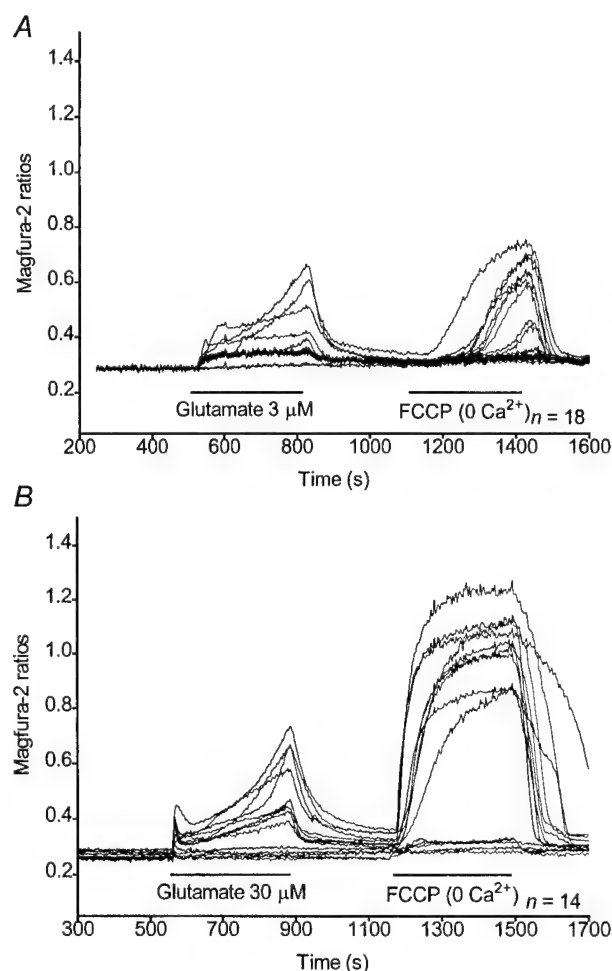 A
1.4
1.2
1.0
0.8
0.6
0.4
0.2
Magfura-2 ratios
Glutamate 3 μM
FCCP (0 Ca²⁺) n = 18
200 400 600 800 1000 1200 1400 1600
Time (s)
B
1.4
1.2
1.0
0.8
0.6
0.4
0.2
Magfura-2 ratios
Glutamate 30 μM
FCCP (0 Ca²⁺) n = 14
300 500 700 900 1100 1300 1500 1700
Time (s)